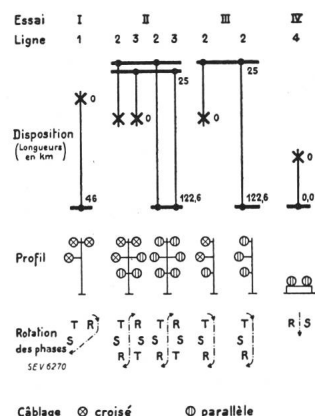 Essai I II III IV
Ligne 1 2 3 2 3 2 2 4
25 25
0 0 0 0
Disposition
(Longueurs
en km)
0
46 122,6 122,6 0,0
Profil
Rotation
des phases
T R T R T R T T R S
S S S S S S S
R T R T R R
SEV 6270
Câblage croisé parallèle